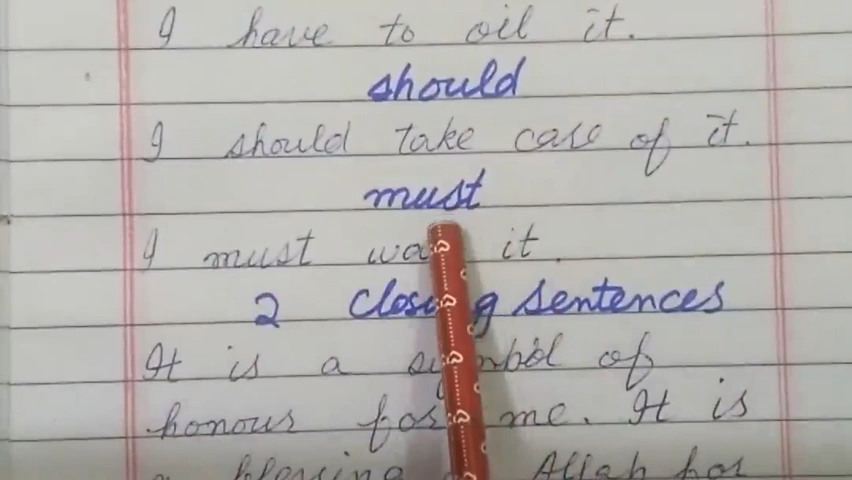 I have to oil it.
should
I should take care of it.
must
I must it.
2 Closing sentences
It is a symbol of
honour for me. It is
a blessing Allah for